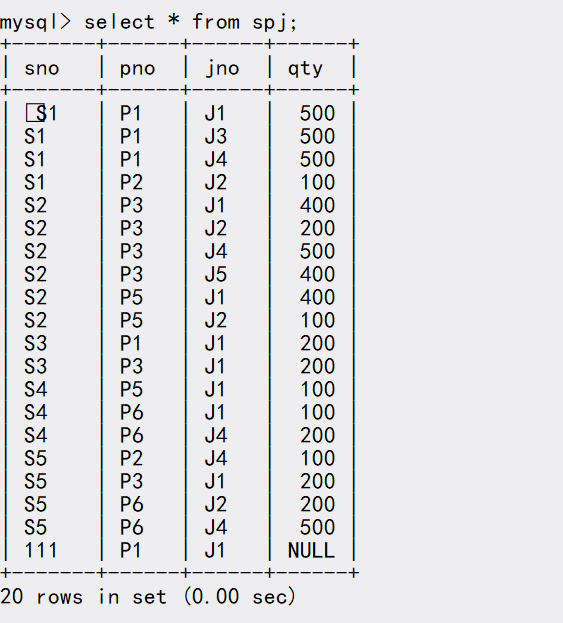 mysql> select * from spj;
+-------+------+------+------+
| sno   | pno  | jno  | qty  |
+-------+------+------+------+
| □S1   | P1   | J1   |  500 |
| S1    | P1   | J3   |  500 |
| S1    | P1   | J4   |  500 |
| S1    | P2   | J2   |  100 |
| S2    | P3   | J1   |  400 |
| S2    | P3   | J2   |  200 |
| S2    | P3   | J4   |  500 |
| S2    | P3   | J5   |  400 |
| S2    | P5   | J1   |  400 |
| S2    | P5   | J2   |  100 |
| S3    | P1   | J1   |  200 |
| S3    | P3   | J1   |  200 |
| S4    | P5   | J1   |  100 |
| S4    | P6   | J1   |  100 |
| S4    | P6   | J4   |  200 |
| S5    | P2   | J4   |  100 |
| S5    | P3   | J1   |  200 |
| S5    | P6   | J2   |  200 |
| S5    | P6   | J4   |  500 |
| 111   | P1   | J1   | NULL |
+-------+------+------+------+
20 rows in set (0.00 sec)